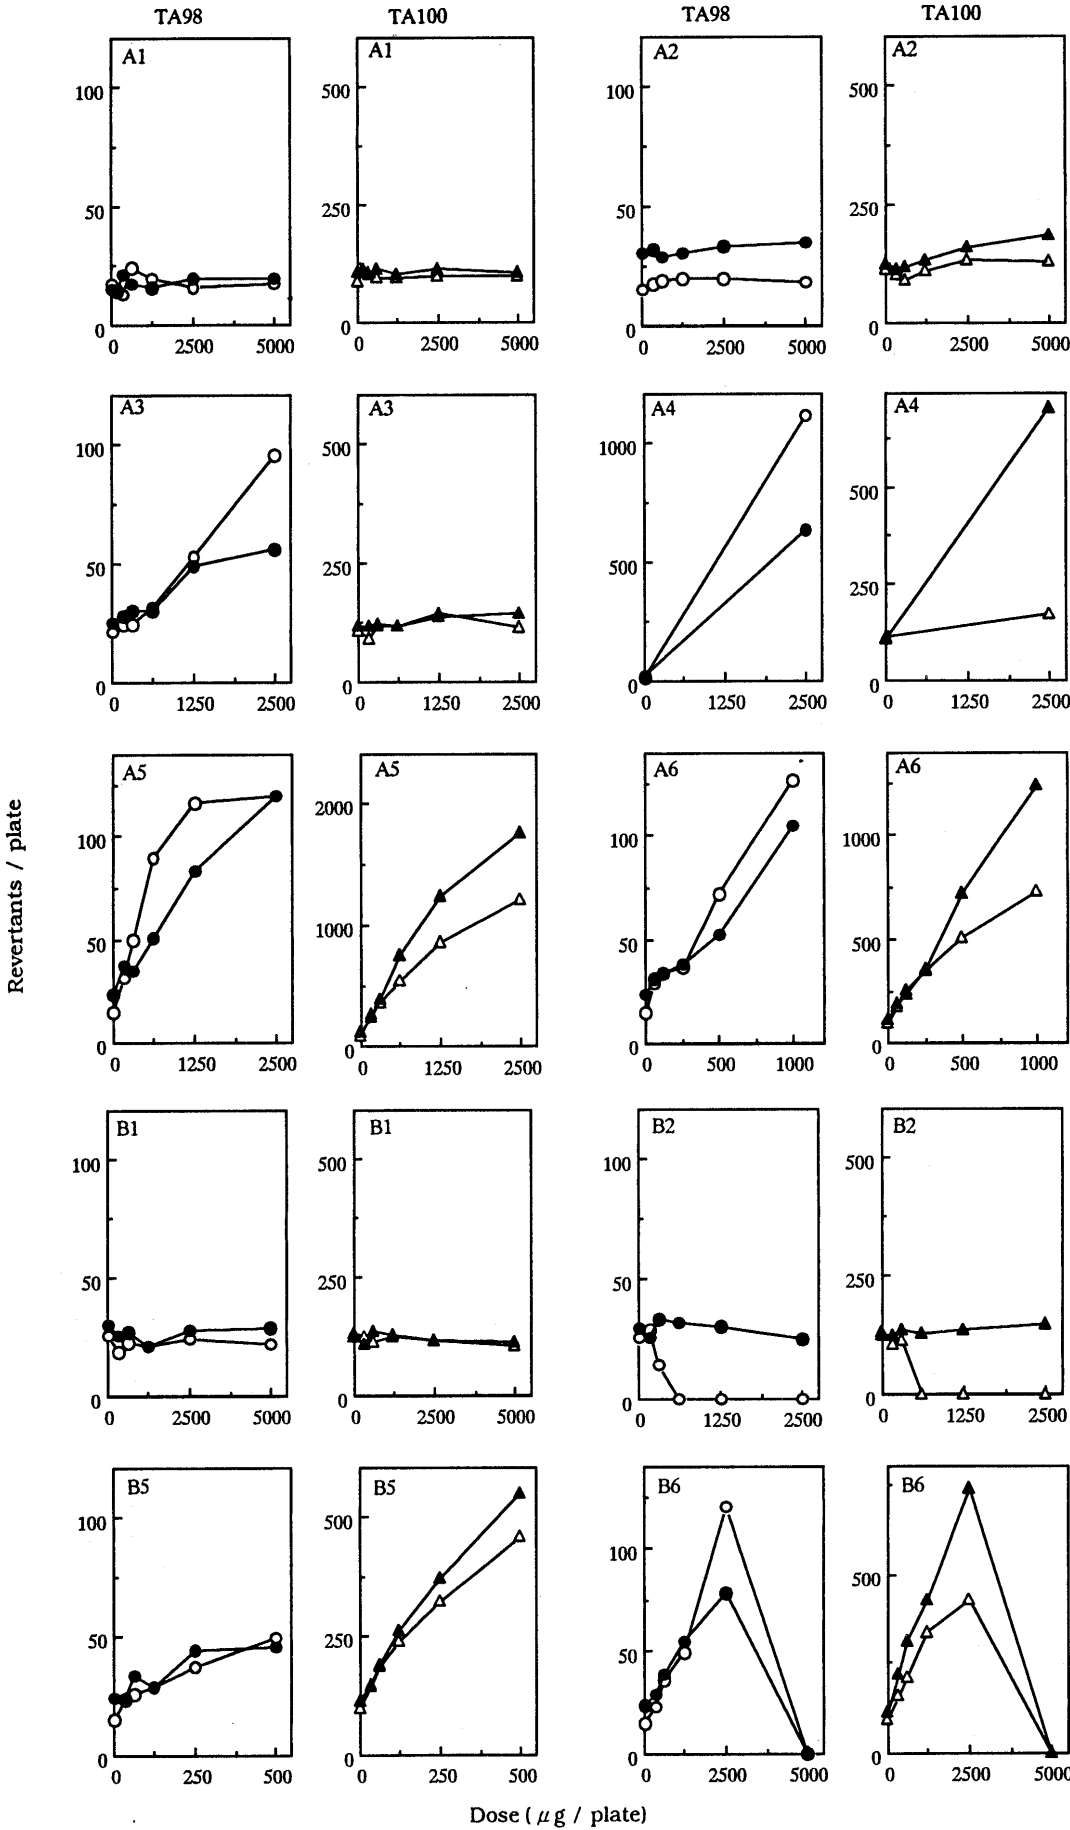 TA98 TA100 TA98 TA100
A1 A1 A2 A2
100 500 100 500
50 250 50 250
0 0 0 0
0 2500 5000 0 2500 5000 0 2500 5000 0 2500 5000
A3 A3 A4 A4
100 500 1000 500
50 250 500 250
0 0 0 0
0 1250 2500 0 1250 2500 0 1250 2500 0 1250 2500
A5 A5 A6 A6
100 2000 100 1000
50 1000 50 500
0 0 0 0
0 1250 2500 0 1250 2500 0 500 1000 0 500 1000
Revertants / plate
B1 B1 B2 B2
100 500 100 500
50 250 50 250
0 0 0 0
0 2500 5000 0 2500 5000 0 1250 2500 0 1250 2500
B5 B5 B6 B6
100 500 100 500
50 250 50
0 0 0 0
0 250 500 0 250 500 0 2500 5000 0 2500 5000
Dose ( μg / plate)